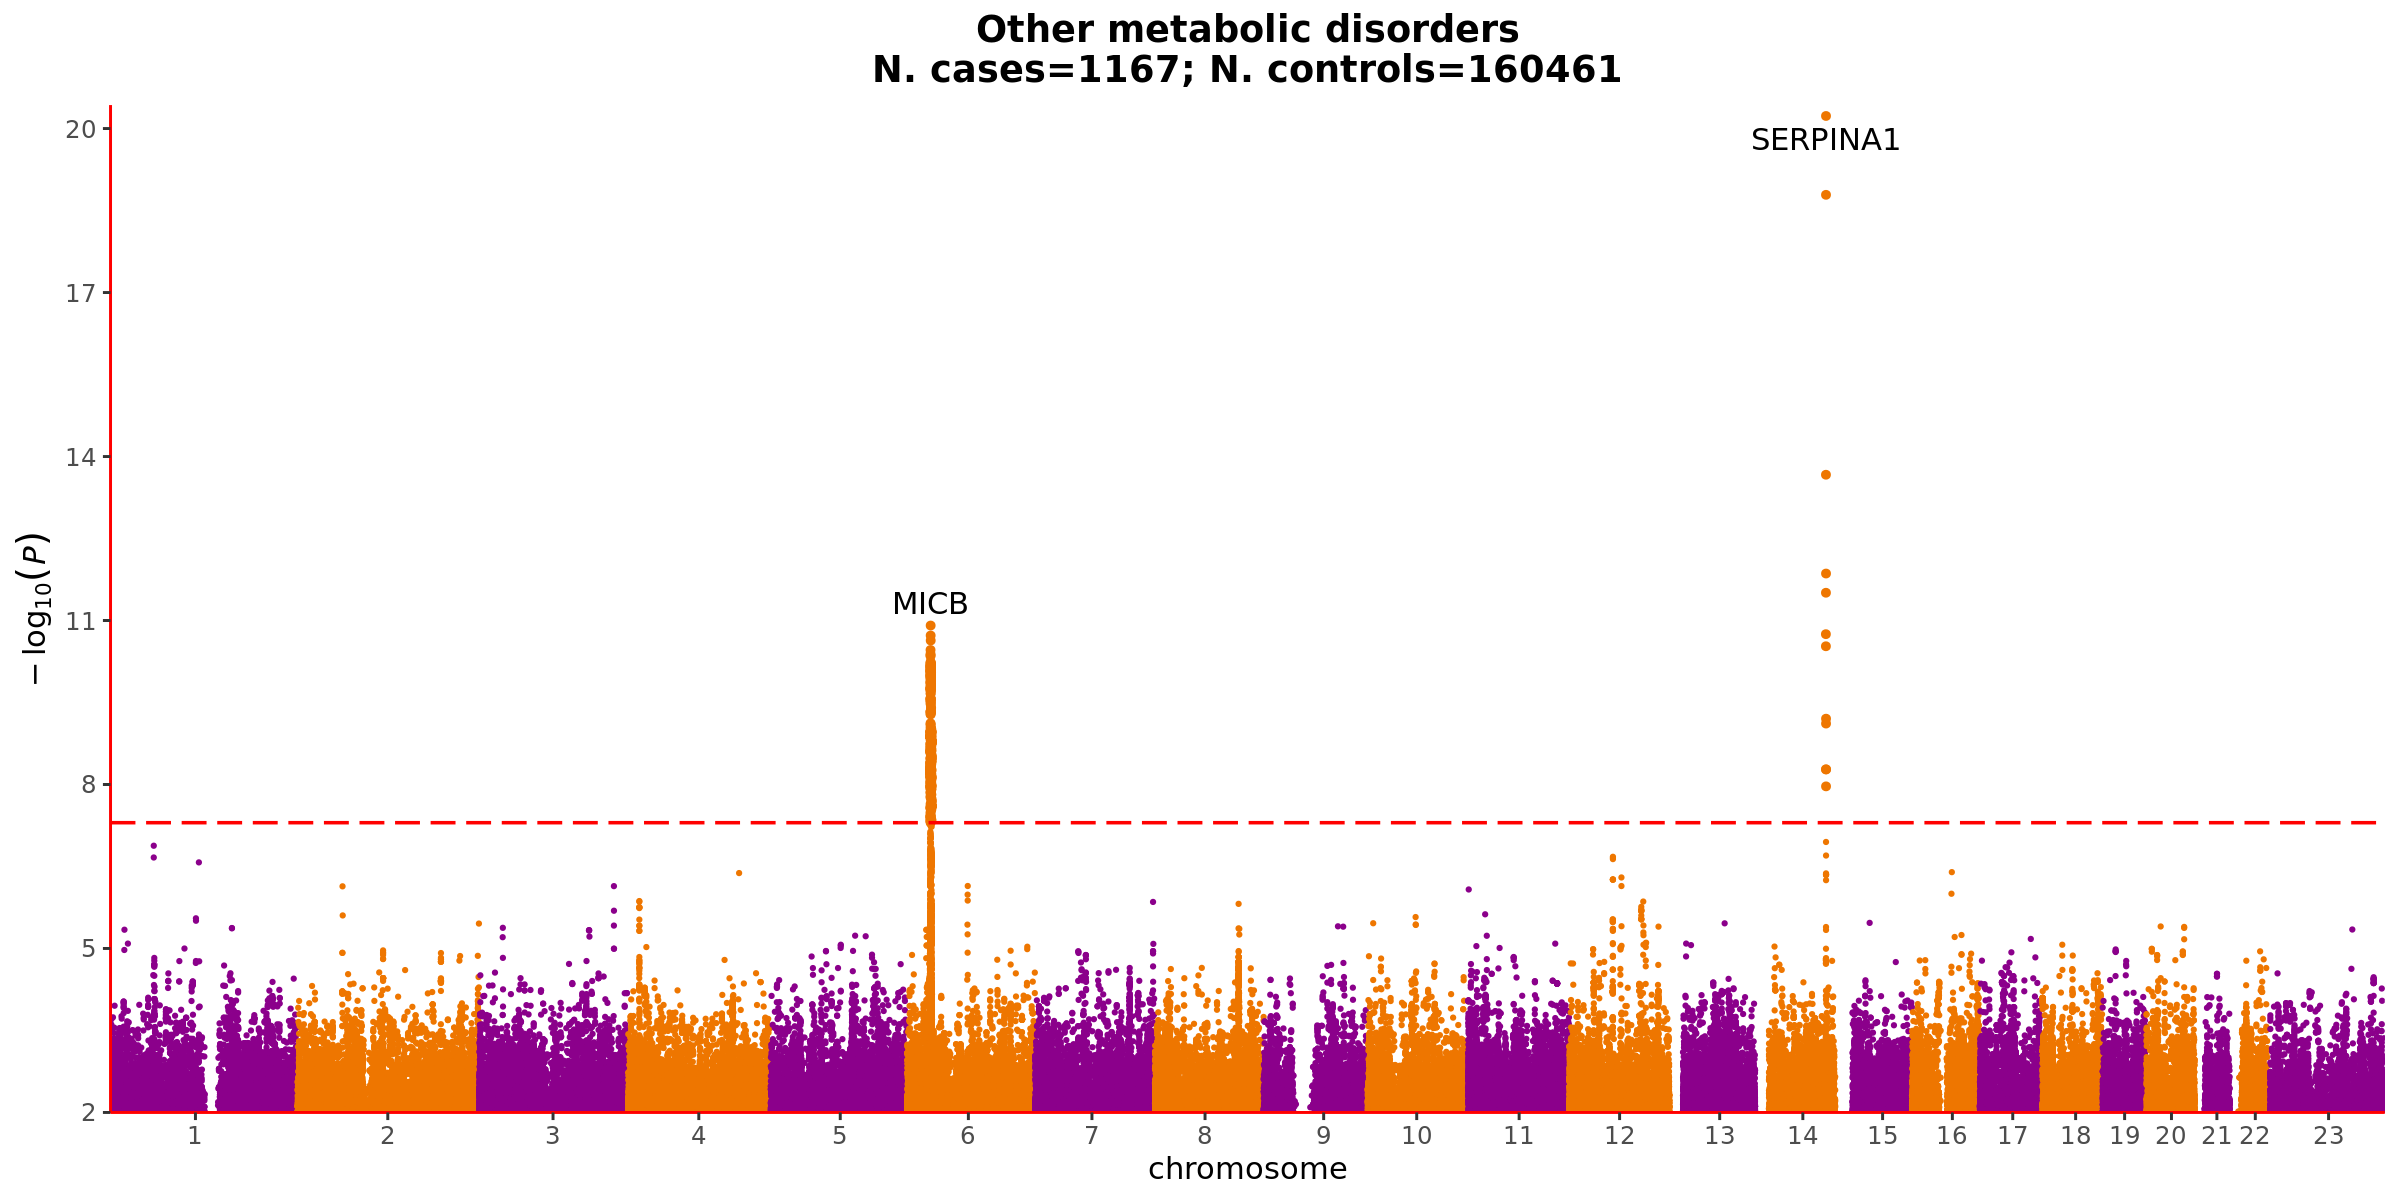 Other metabolic disorders
N. cases=1167; N. controls=160461
20
17
14
11
8
5
2
−log10(P)
SERPINA1
MICB
1 2 3 4 5 6 7 8 9 10 11 12 13 14 15 16 17 18 19 20 21 22 23
chromosome